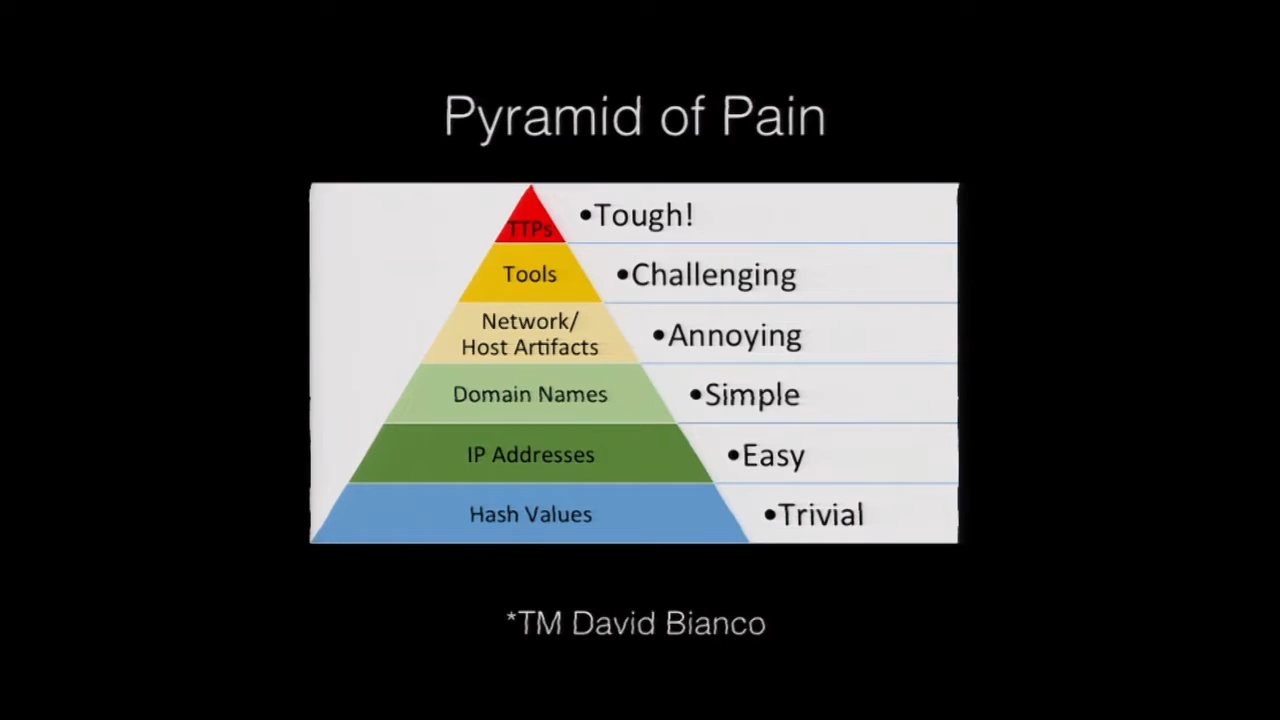 Pyramid of Pain
TTPs
•Tough!
Tools
•Challenging
Network/
Host Artifacts
•Annoying
Domain Names
•Simple
IP Addresses
•Easy
Hash Values
•Trivial
*TM David Bianco